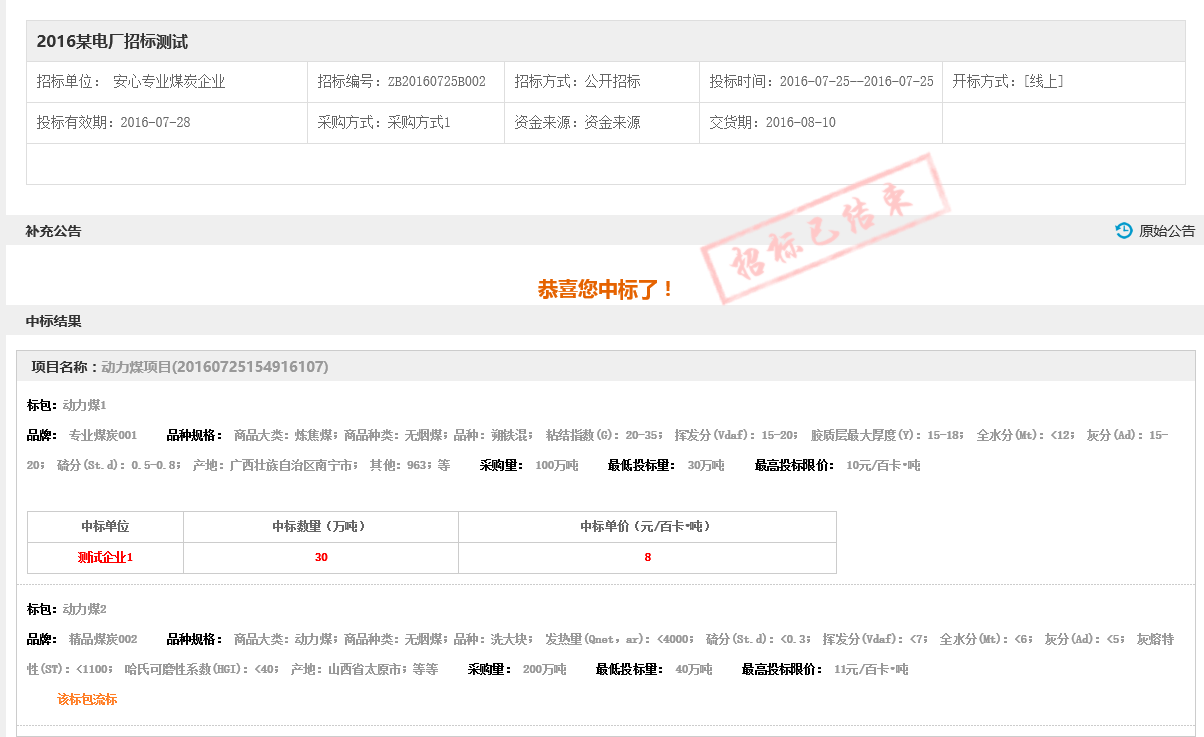 2016某电厂招标测试
招标单位： 安心专业煤炭企业 招标编号：ZB20160725B002 招标方式：公开招标 投标时间：2016-07-25--2016-07-25 开标方式：[线上]
投标有效期：2016-07-28 采购方式：采购方式1 资金来源：资金来源 交货期：2016-08-10
招标已结束
补充公告 原始公告
恭喜您中标了！
中标结果
项目名称：动力煤项目(20160725154916107)
标包：动力煤1
品牌： 专业煤炭001 品种规格： 商品大类：炼焦煤；商品种类：无烟煤；品种：朔铁混； 粘结指数(G)：20-35； 挥发分(Vdaf)：15-20； 胶质层最大厚度(Y)：15-18； 全水分(Mt)：<12； 灰分(Ad)：15-
20； 硫分(St.d)：0.5-0.8； 产地：广西壮族自治区南宁市； 其他：963；等 采购量： 100万吨 最低投标量： 30万吨 最高投标限价： 10元/百卡*吨
中标单位 中标数量（万吨） 中标单价（元/百卡*吨）
测试企业1 30 8
标包：动力煤2
品牌： 精品煤炭002 品种规格： 商品大类：动力煤；商品种类：无烟煤；品种：洗大块； 发热量(Qnet，ar)：<4000； 硫分(St.d)：<0.3； 挥发分(Vdaf)：<7； 全水分(Mt)：<6； 灰分(Ad)：<5； 灰熔特
性(ST)：<1100； 哈氏可磨性系数(HGI)：<40； 产地：山西省太原市；等等 采购量： 200万吨 最低投标量： 40万吨 最高投标限价： 11元/百卡*吨
该标包流标